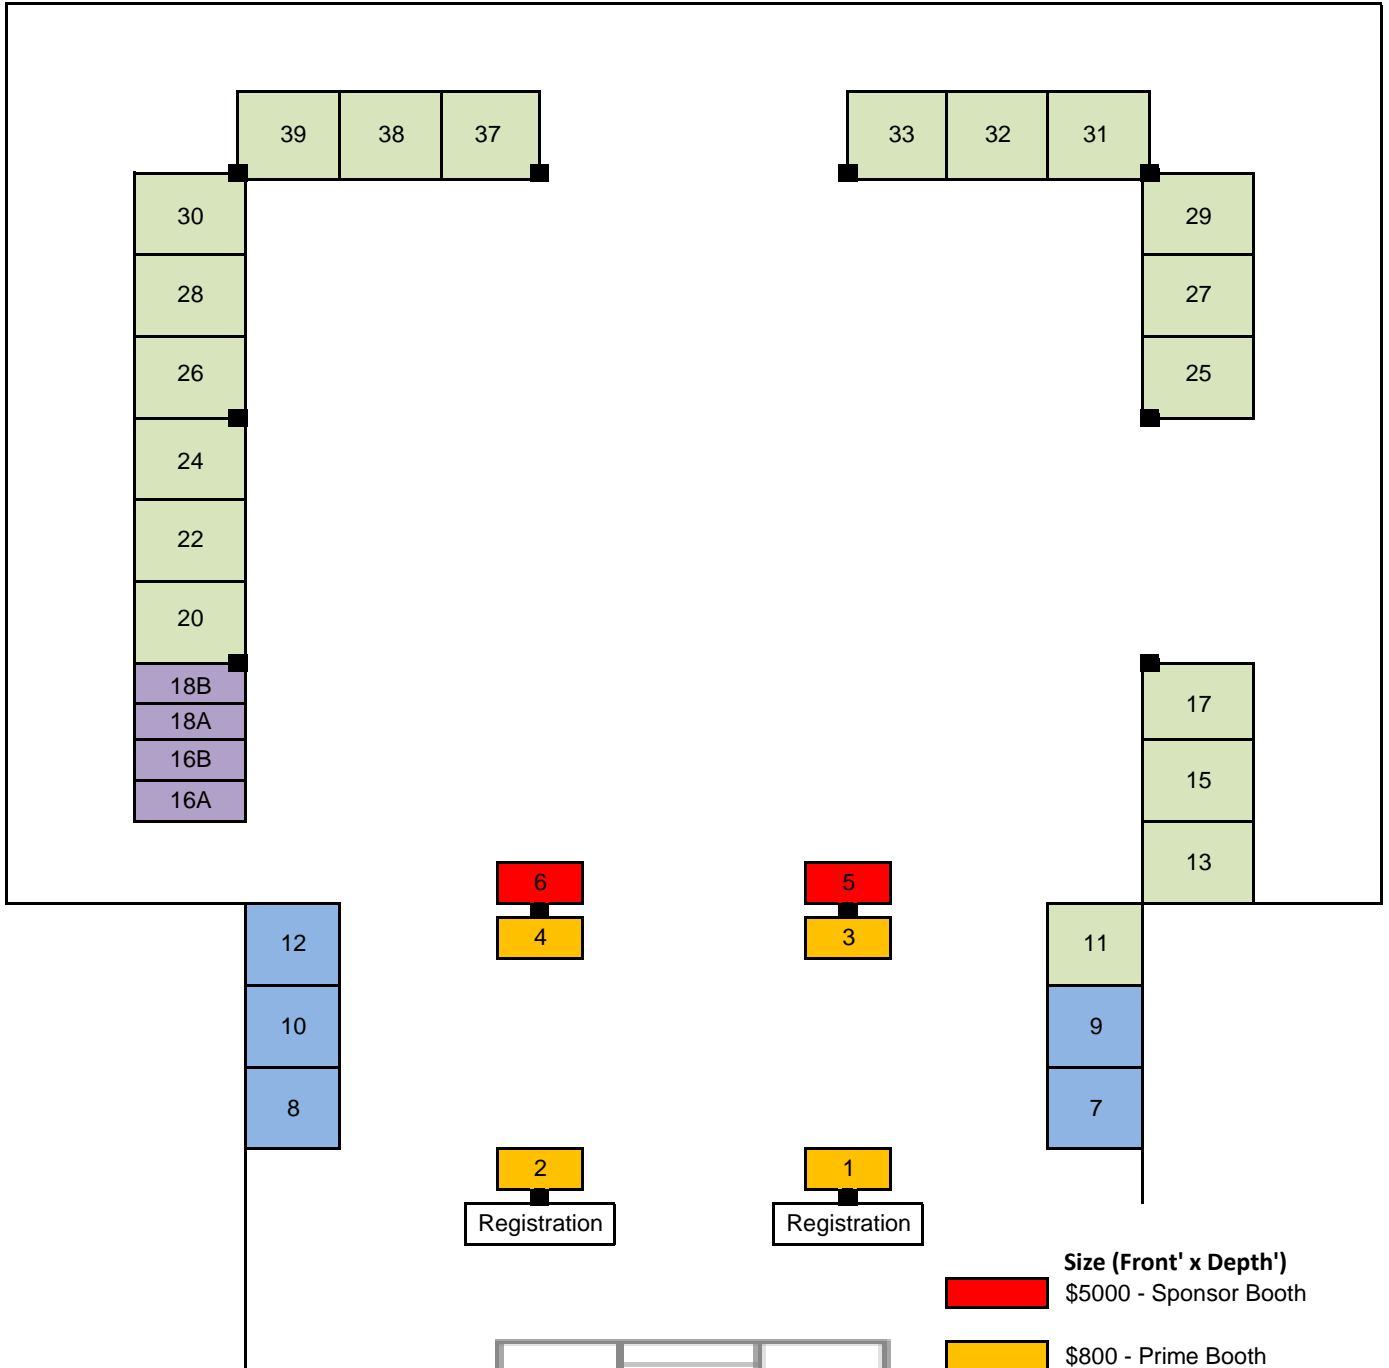 39 38 37 33 32 31
30 29
28 27
26 25
24
22
20
18B
18A 17
16B
15
16A
13
6 5
4 3
12 11
10 9
8 7
2 1
Registration Registration
Size (Front' x Depth')
$5000 - Sponsor Booth
$800 - Prime Booth